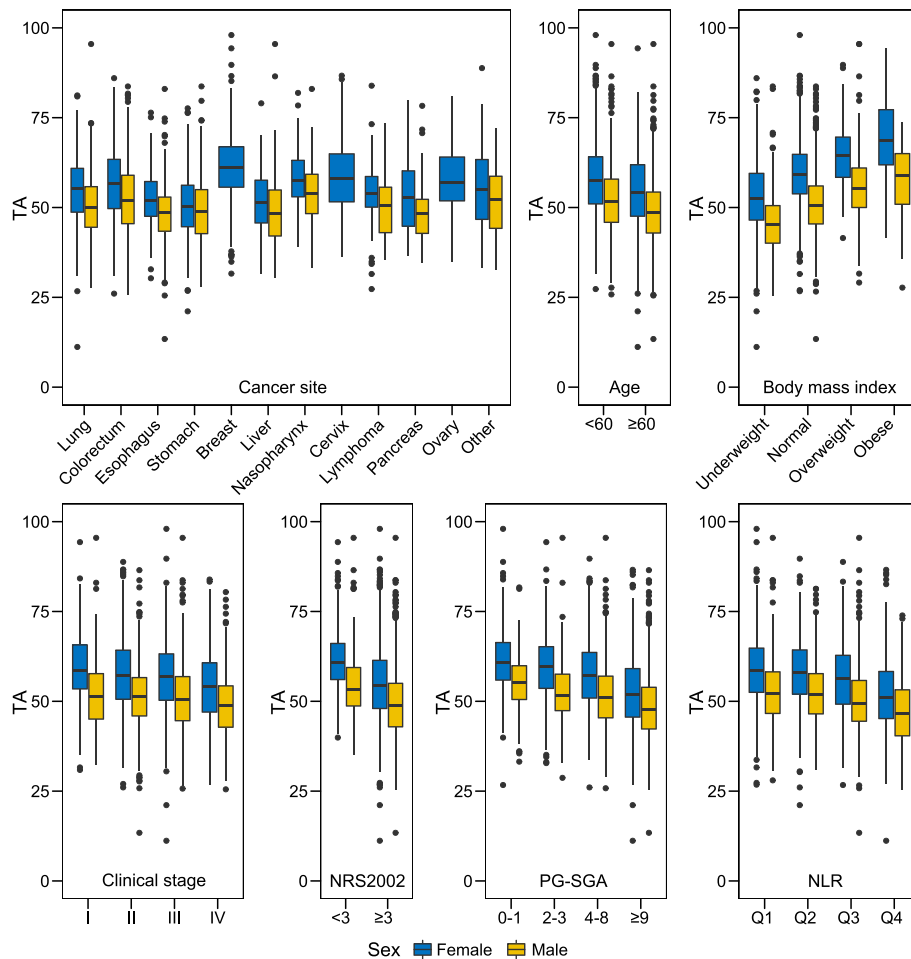 100
75
TA
50
25
0
Cancer site
Lung
Colorectum
Esophagus
Stomach
Breast
Liver
Nasopharynx
Cervix
Lymphoma
Pancreas
Ovary
Other
100
75
TA
50
25
0
Age
<60
≥60
100
75
TA
50
25
0
Body mass index
Underweight
Normal
Overweight
Obese
100
75
TA
50
25
0
Clinical stage
I II III IV
100
75
TA
50
25
0
NRS2002
<3 ≥3
100
75
TA
50
25
0
PG-SGA
0-1 2-3 4-8 ≥9
100
75
TA
50
25
0
NLR
Q1 Q2 Q3 Q4
Sex Female Male